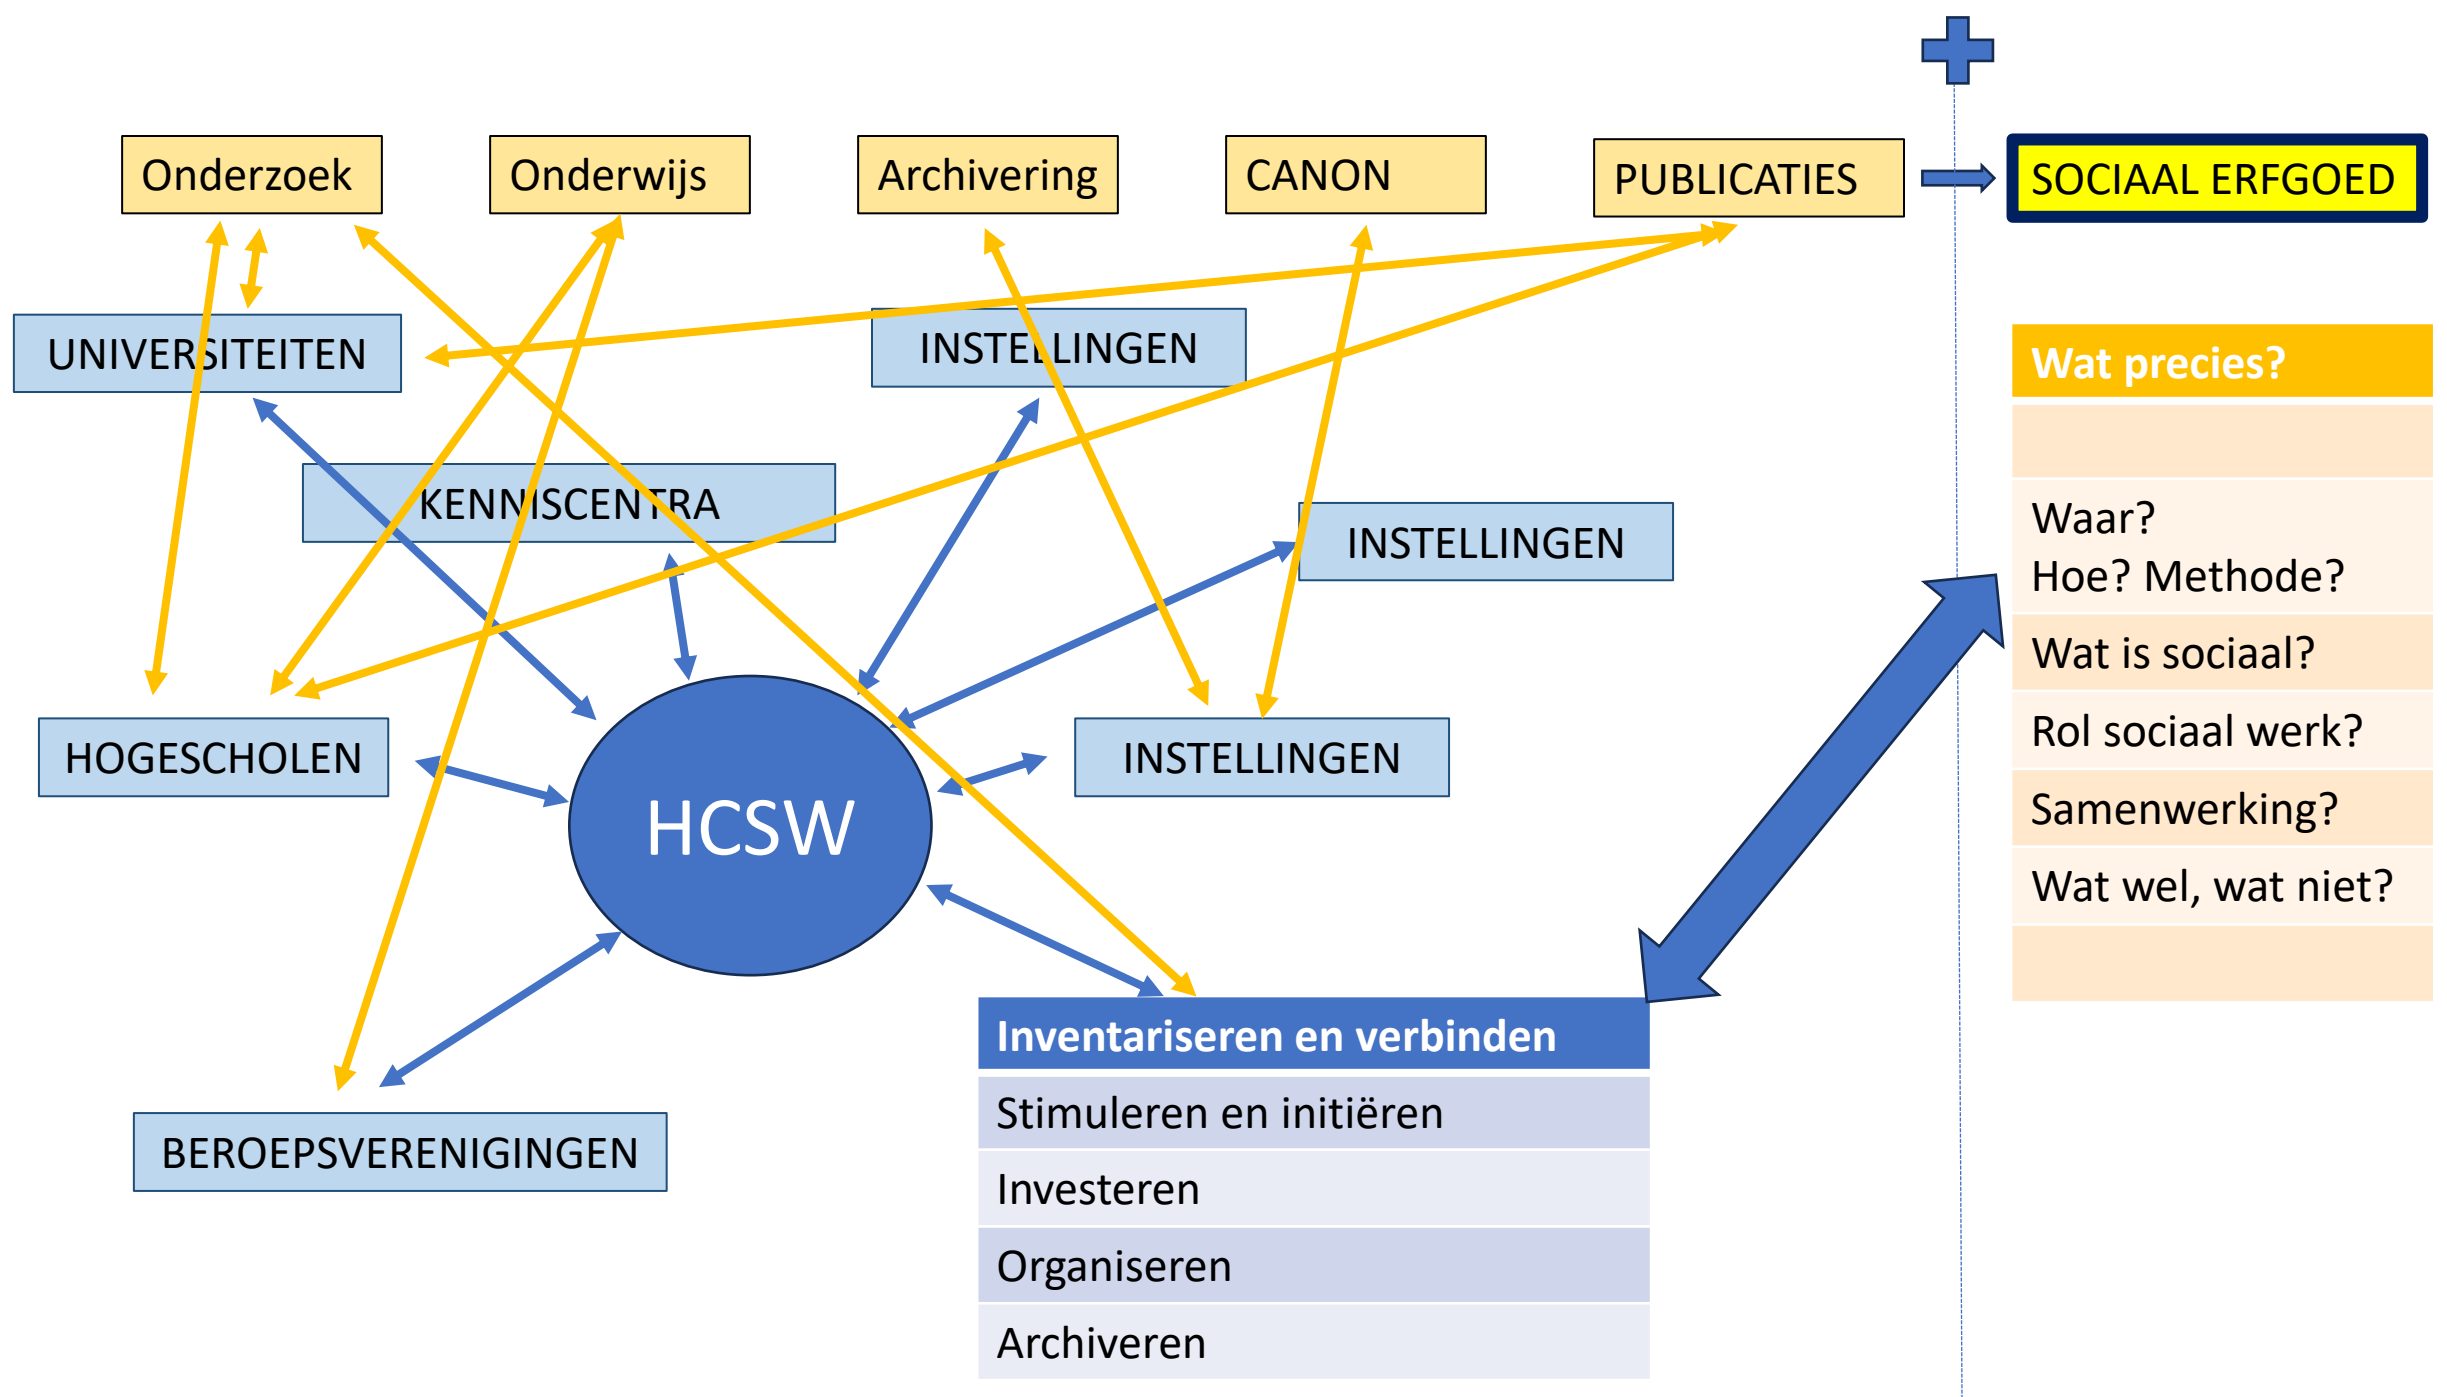 Onderzoek
Onderwijs
Archivering
CANON
PUBLICATIES
SOCIAAL ERFGOED
UNIVERSITEITEN
INSTELLINGEN
KENNISCENTRA
INSTELLINGEN
HOGESCHOLEN
INSTELLINGEN
HCSW
BEROEPSVERENIGINGEN
Inventariseren en verbinden
Stimuleren en initiëren
Investeren
Organiseren
Archiveren
Wat precies?
Waar?
Hoe? Methode?
Wat is sociaal?
Rol sociaal werk?
Samenwerking?
Wat wel, wat niet?